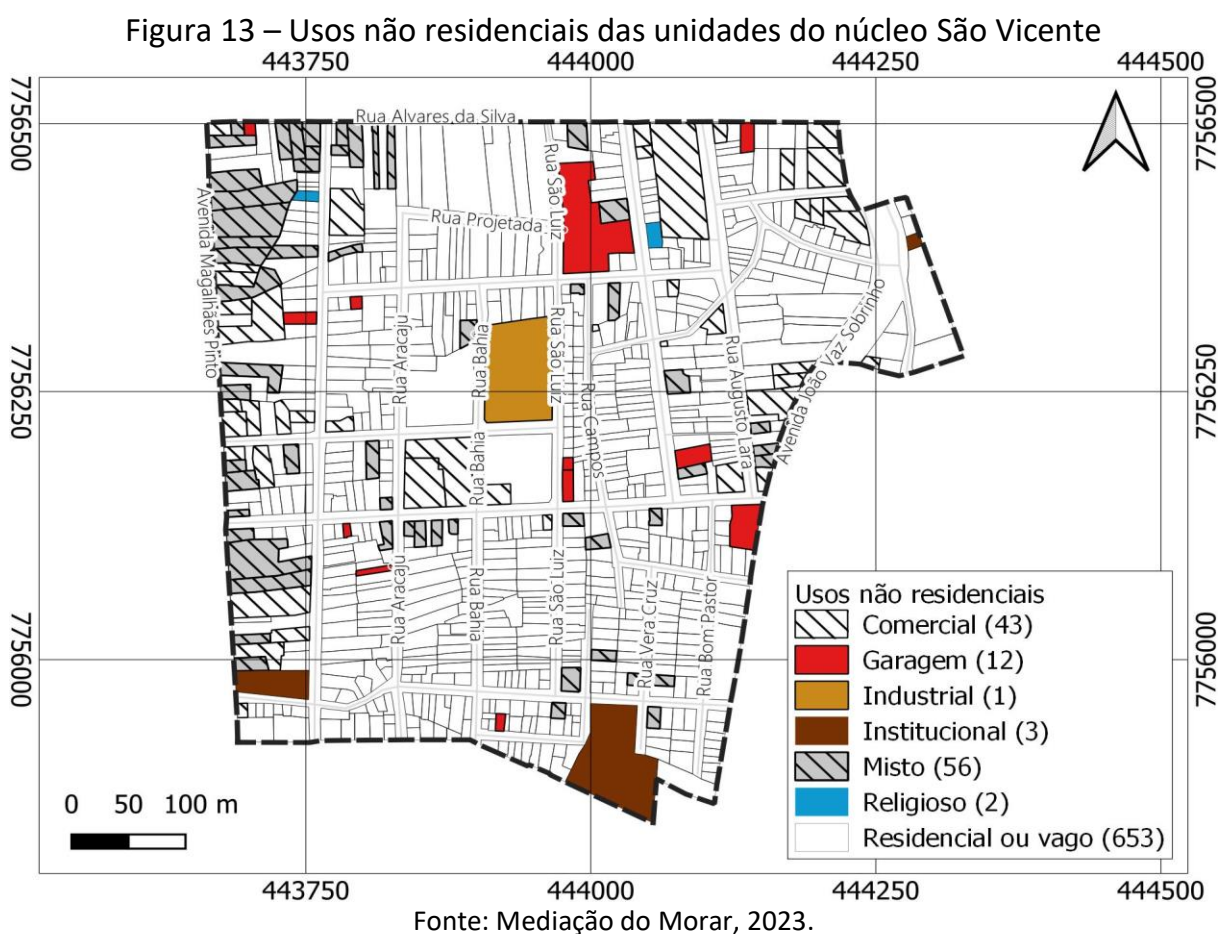 Figura 13 – Usos não residenciais das unidades do núcleo São Vicente
443750 444000 444250 444500
7756500 7756500
Rua Alvares da Silva
Avenida Magalhães Pinto
Rua São Luiz
Rua Projetada
Rua Aracaju
Rua Bahia
Rua São Luiz
Rua Campos
Rua Augusto Lara
Avenida João Vaz Sobrinho
7756250 7756250
Rua Bahia
Rua Aracaju
Rua Bahia
Rua São Luiz
Rua Vera Cruz
Rua Bom Pastor
7756000 7756000
Usos não residenciais
Comercial (43)
Garagem (12)
Industrial (1)
Institucional (3)
Misto (56)
Religioso (2)
Residencial ou vago (653)
0 50 100 m
443750 444000 444250 444500
Fonte: Mediação do Morar, 2023.